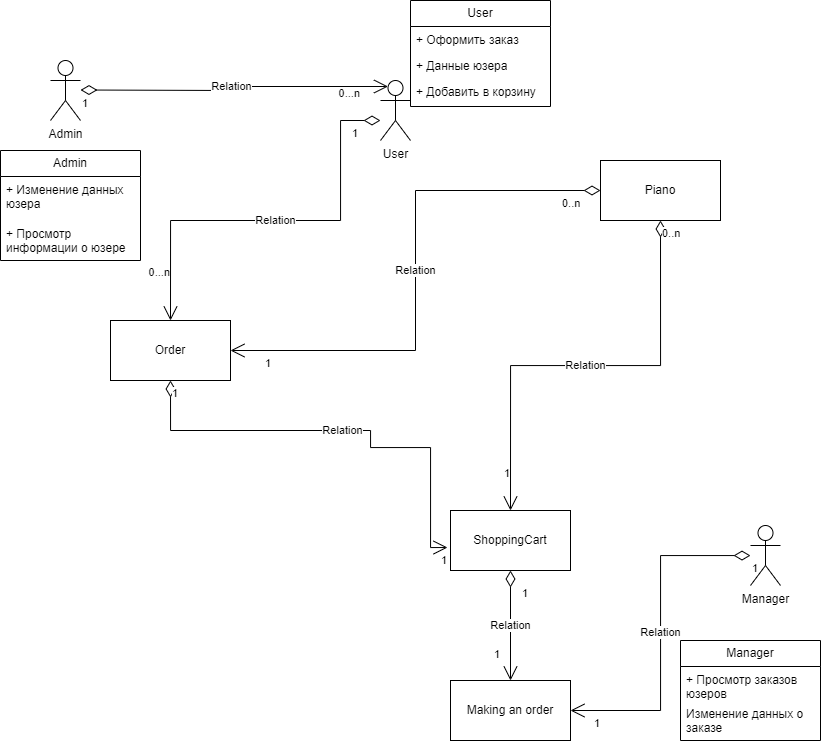 User
+ Оформить заказ
+ Данные юзера
+ Добавить в корзину
Relation
0...n
1
Admin
1
User
Admin
+ Изменение данных
юзера
+ Просмотр
информации о юзере
Piano
0..n
0..n
Relation
Relation
0...n
Order
1
Relation
1
Relation
1
ShoppingCart
1
1
Relation
1
Making an order
1
Manager
Relation
1
Manager
+ Просмотр заказов
юзеров
Изменение данных о
заказе